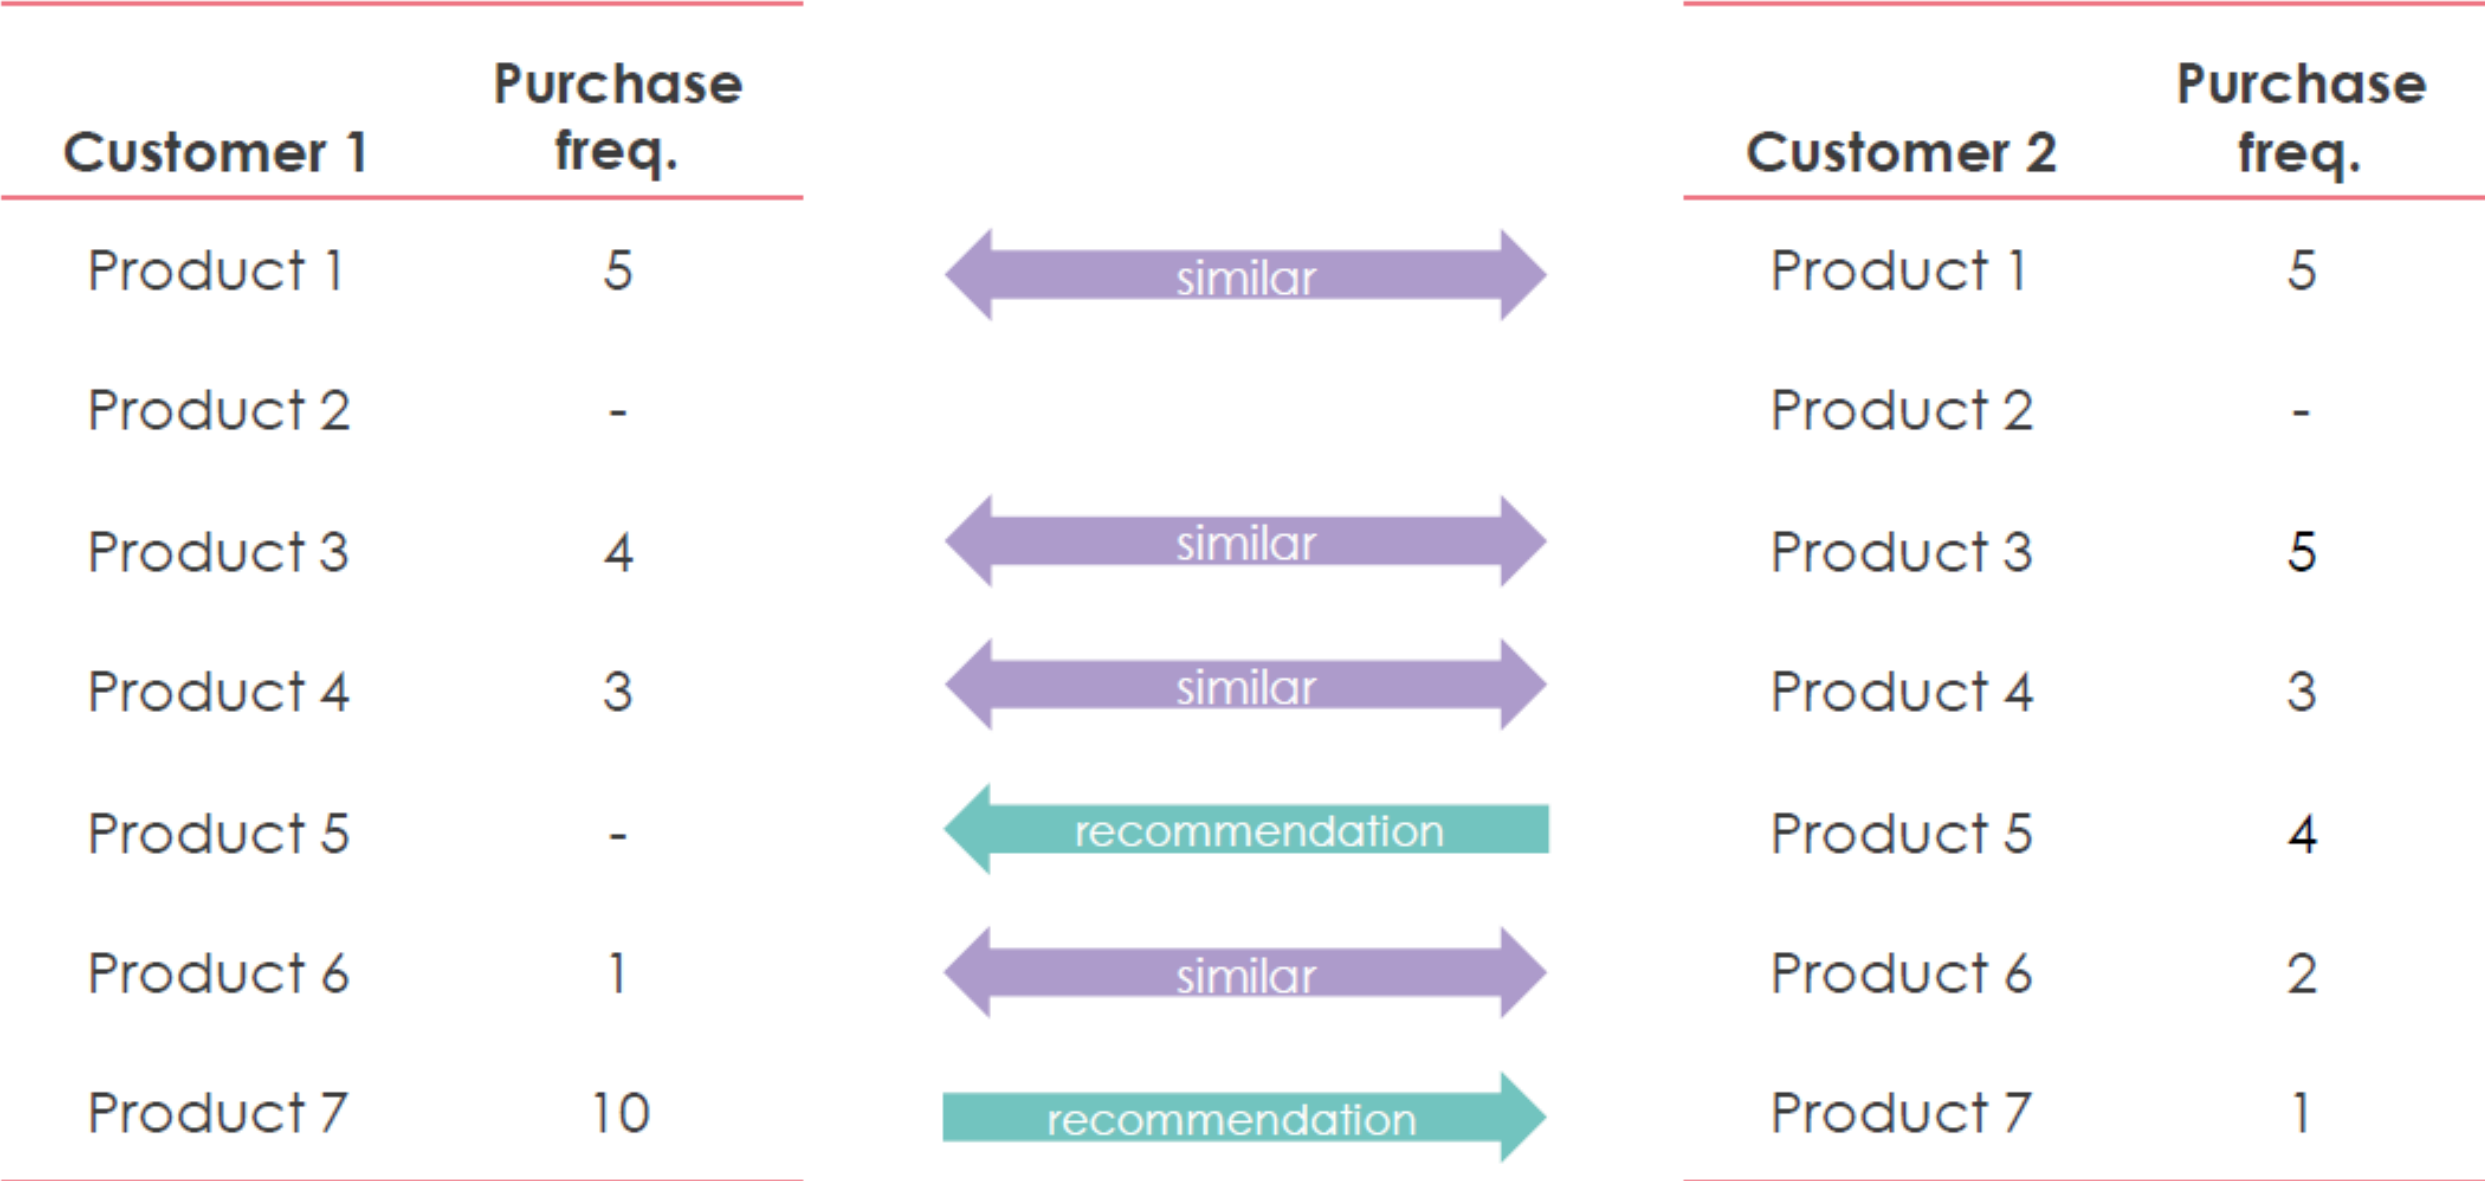 Customer 1 Purchase freq. Customer 2 Purchase freq.
Product 1 5 similar Product 1 5
Product 2 - Product 2 -
Product 3 4 similar Product 3 5
Product 4 3 similar Product 4 3
Product 5 - recommendation Product 5 4
Product 6 1 similar Product 6 2
Product 7 10 recommendation Product 7 1